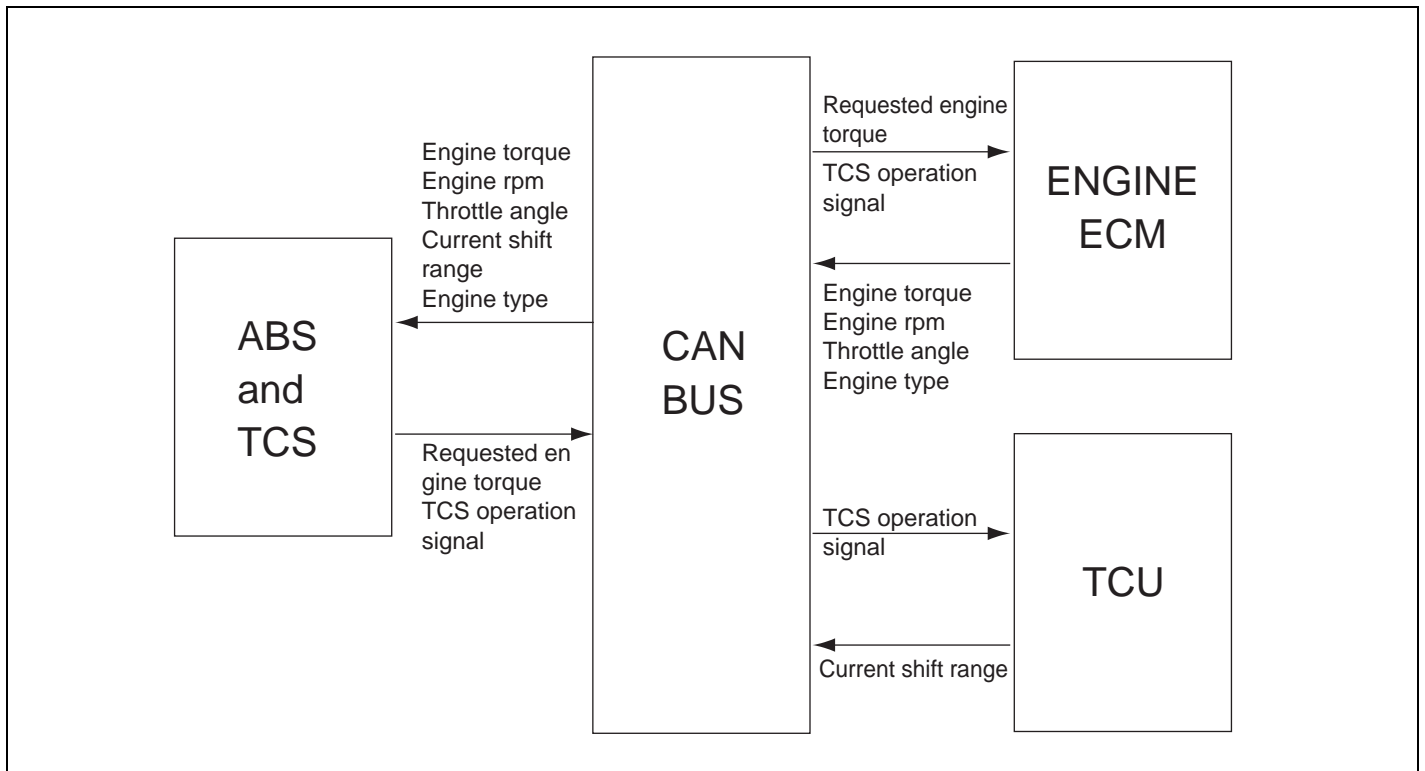 Engine torque
Engine rpm
Throttle angle
Current shift
range
Engine type
ABS
and
TCS
Requested en
gine torque
TCS operation
signal
CAN
BUS
Requested engine
torque
TCS operation
signal
ENGINE
ECM
Engine torque
Engine rpm
Throttle angle
Engine type
TCS operation
signal
TCU
Current shift range